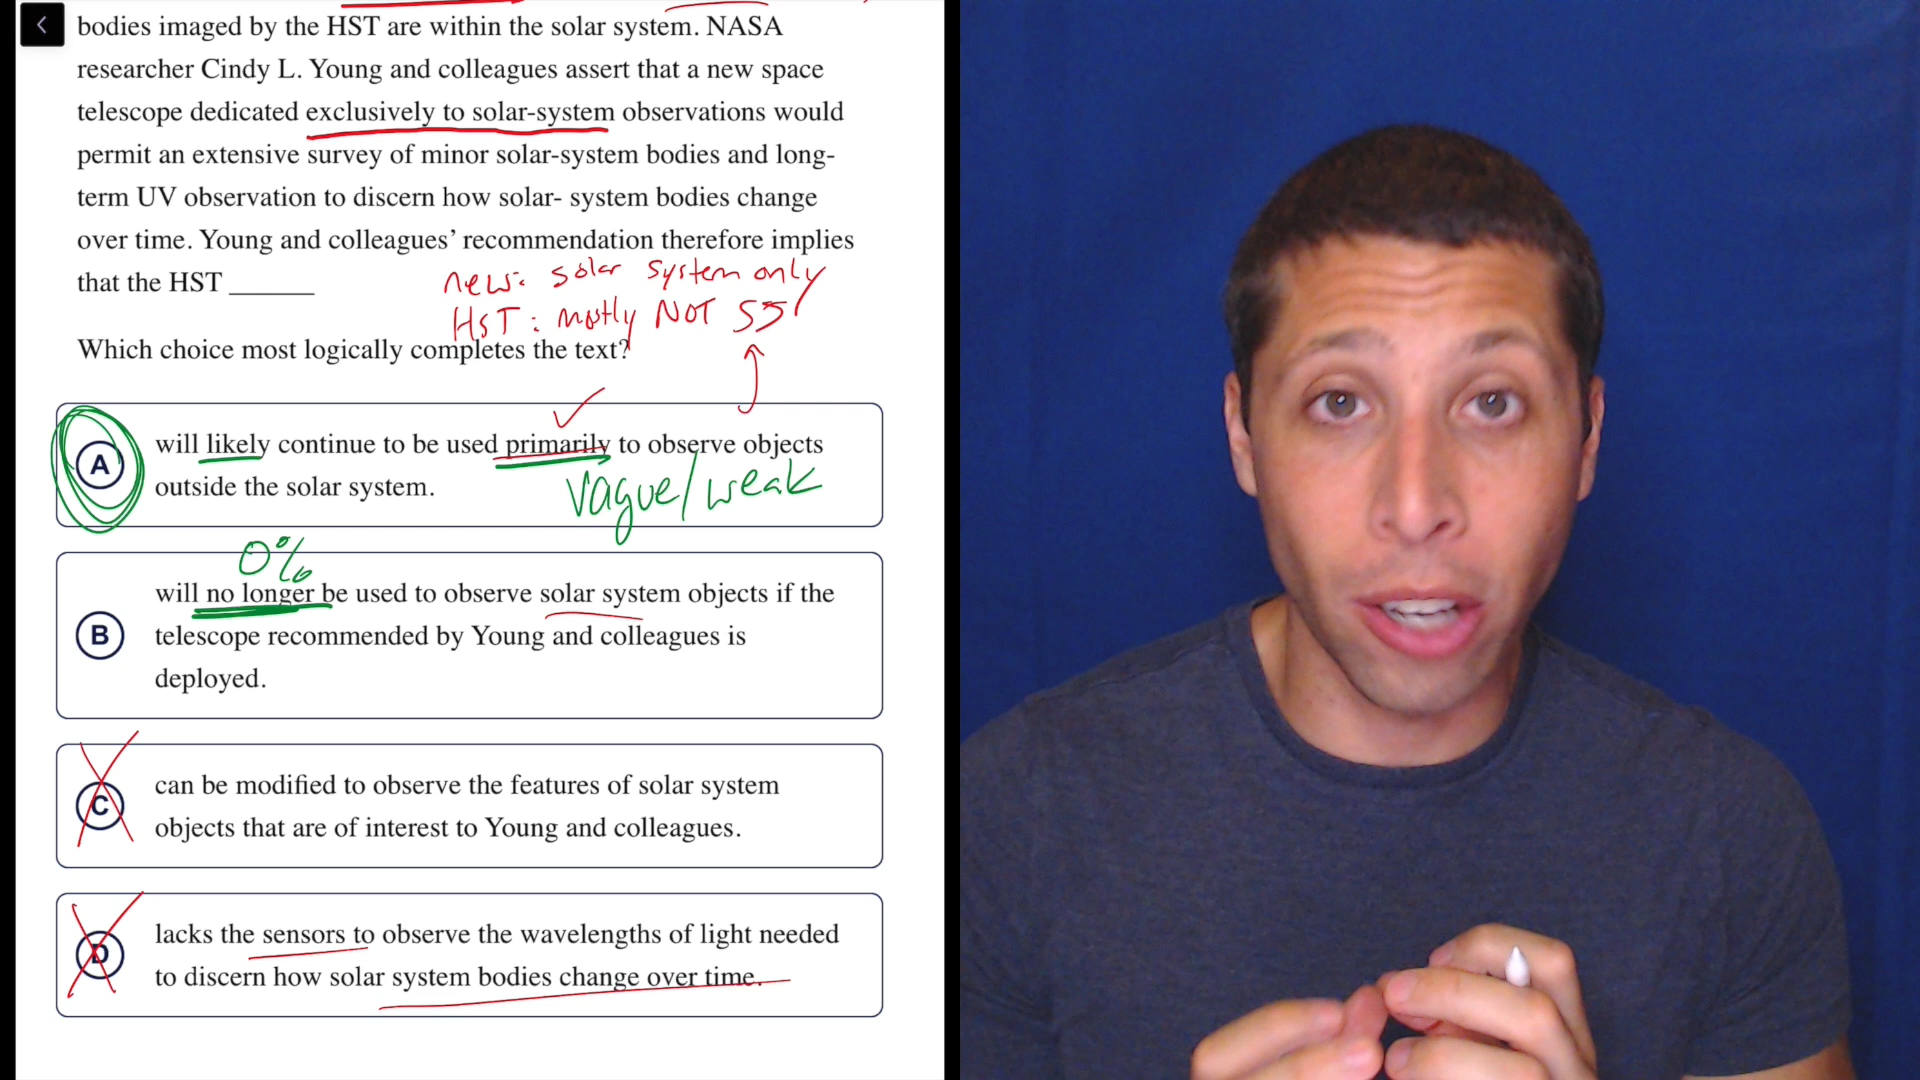 bodies imaged by the HST are within the solar system. NASA
researcher Cindy L. Young and colleagues assert that a new space
telescope dedicated exclusively to solar-system observations would
permit an extensive survey of minor solar-system bodies and long-
term UV observation to discern how solar- system bodies change
over time. Young and colleagues’ recommendation therefore implies
that the HST ______
new: solar system only
HST: mostly NOT SS
Which choice most logically completes the text?
A
will likely continue to be used primarily to observe objects
outside the solar system.
vague/weak
0%
B
will no longer be used to observe solar system objects if the
telescope recommended by Young and colleagues is
deployed.
C
can be modified to observe the features of solar system
objects that are of interest to Young and colleagues.
D
lacks the sensors to observe the wavelengths of light needed
to discern how solar system bodies change over time.